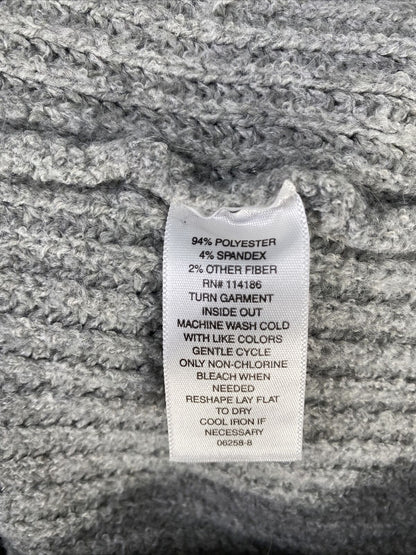 94% POLYESTER
4% SPANDEX
2% OTHER FIBER
RN# 114186
TURN GARMENT
INSIDE OUT
MACHINE WASH COLD
WITH LIKE COLORS
GENTLE CYCLE
ONLY NON-CHLORINE
BLEACH WHEN
NEEDED
RESHAPE LAY FLAT
TO DRY
COOL IRON IF
NECESSARY
06258-8